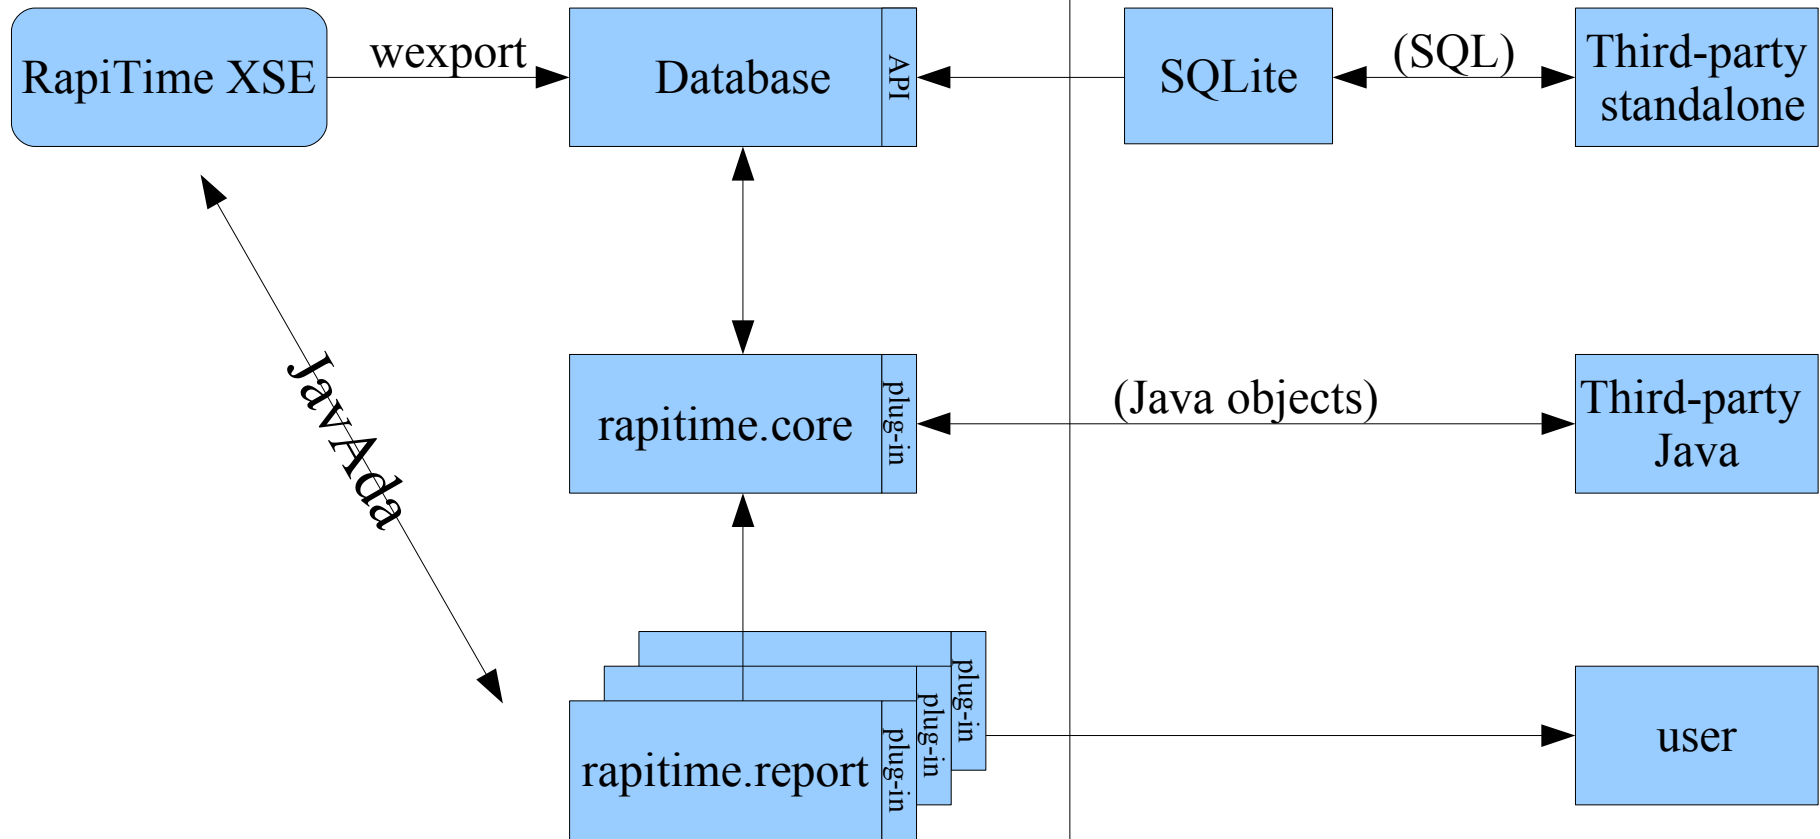 RapiTime XSE
wexport
Database
API
SQLite
(SQL)
Third-party
standalone
JavAda
rapitime.core
plug-in
(Java objects)
Third-party
Java
plug-in
plug-in
rapitime.report
plug-in
user